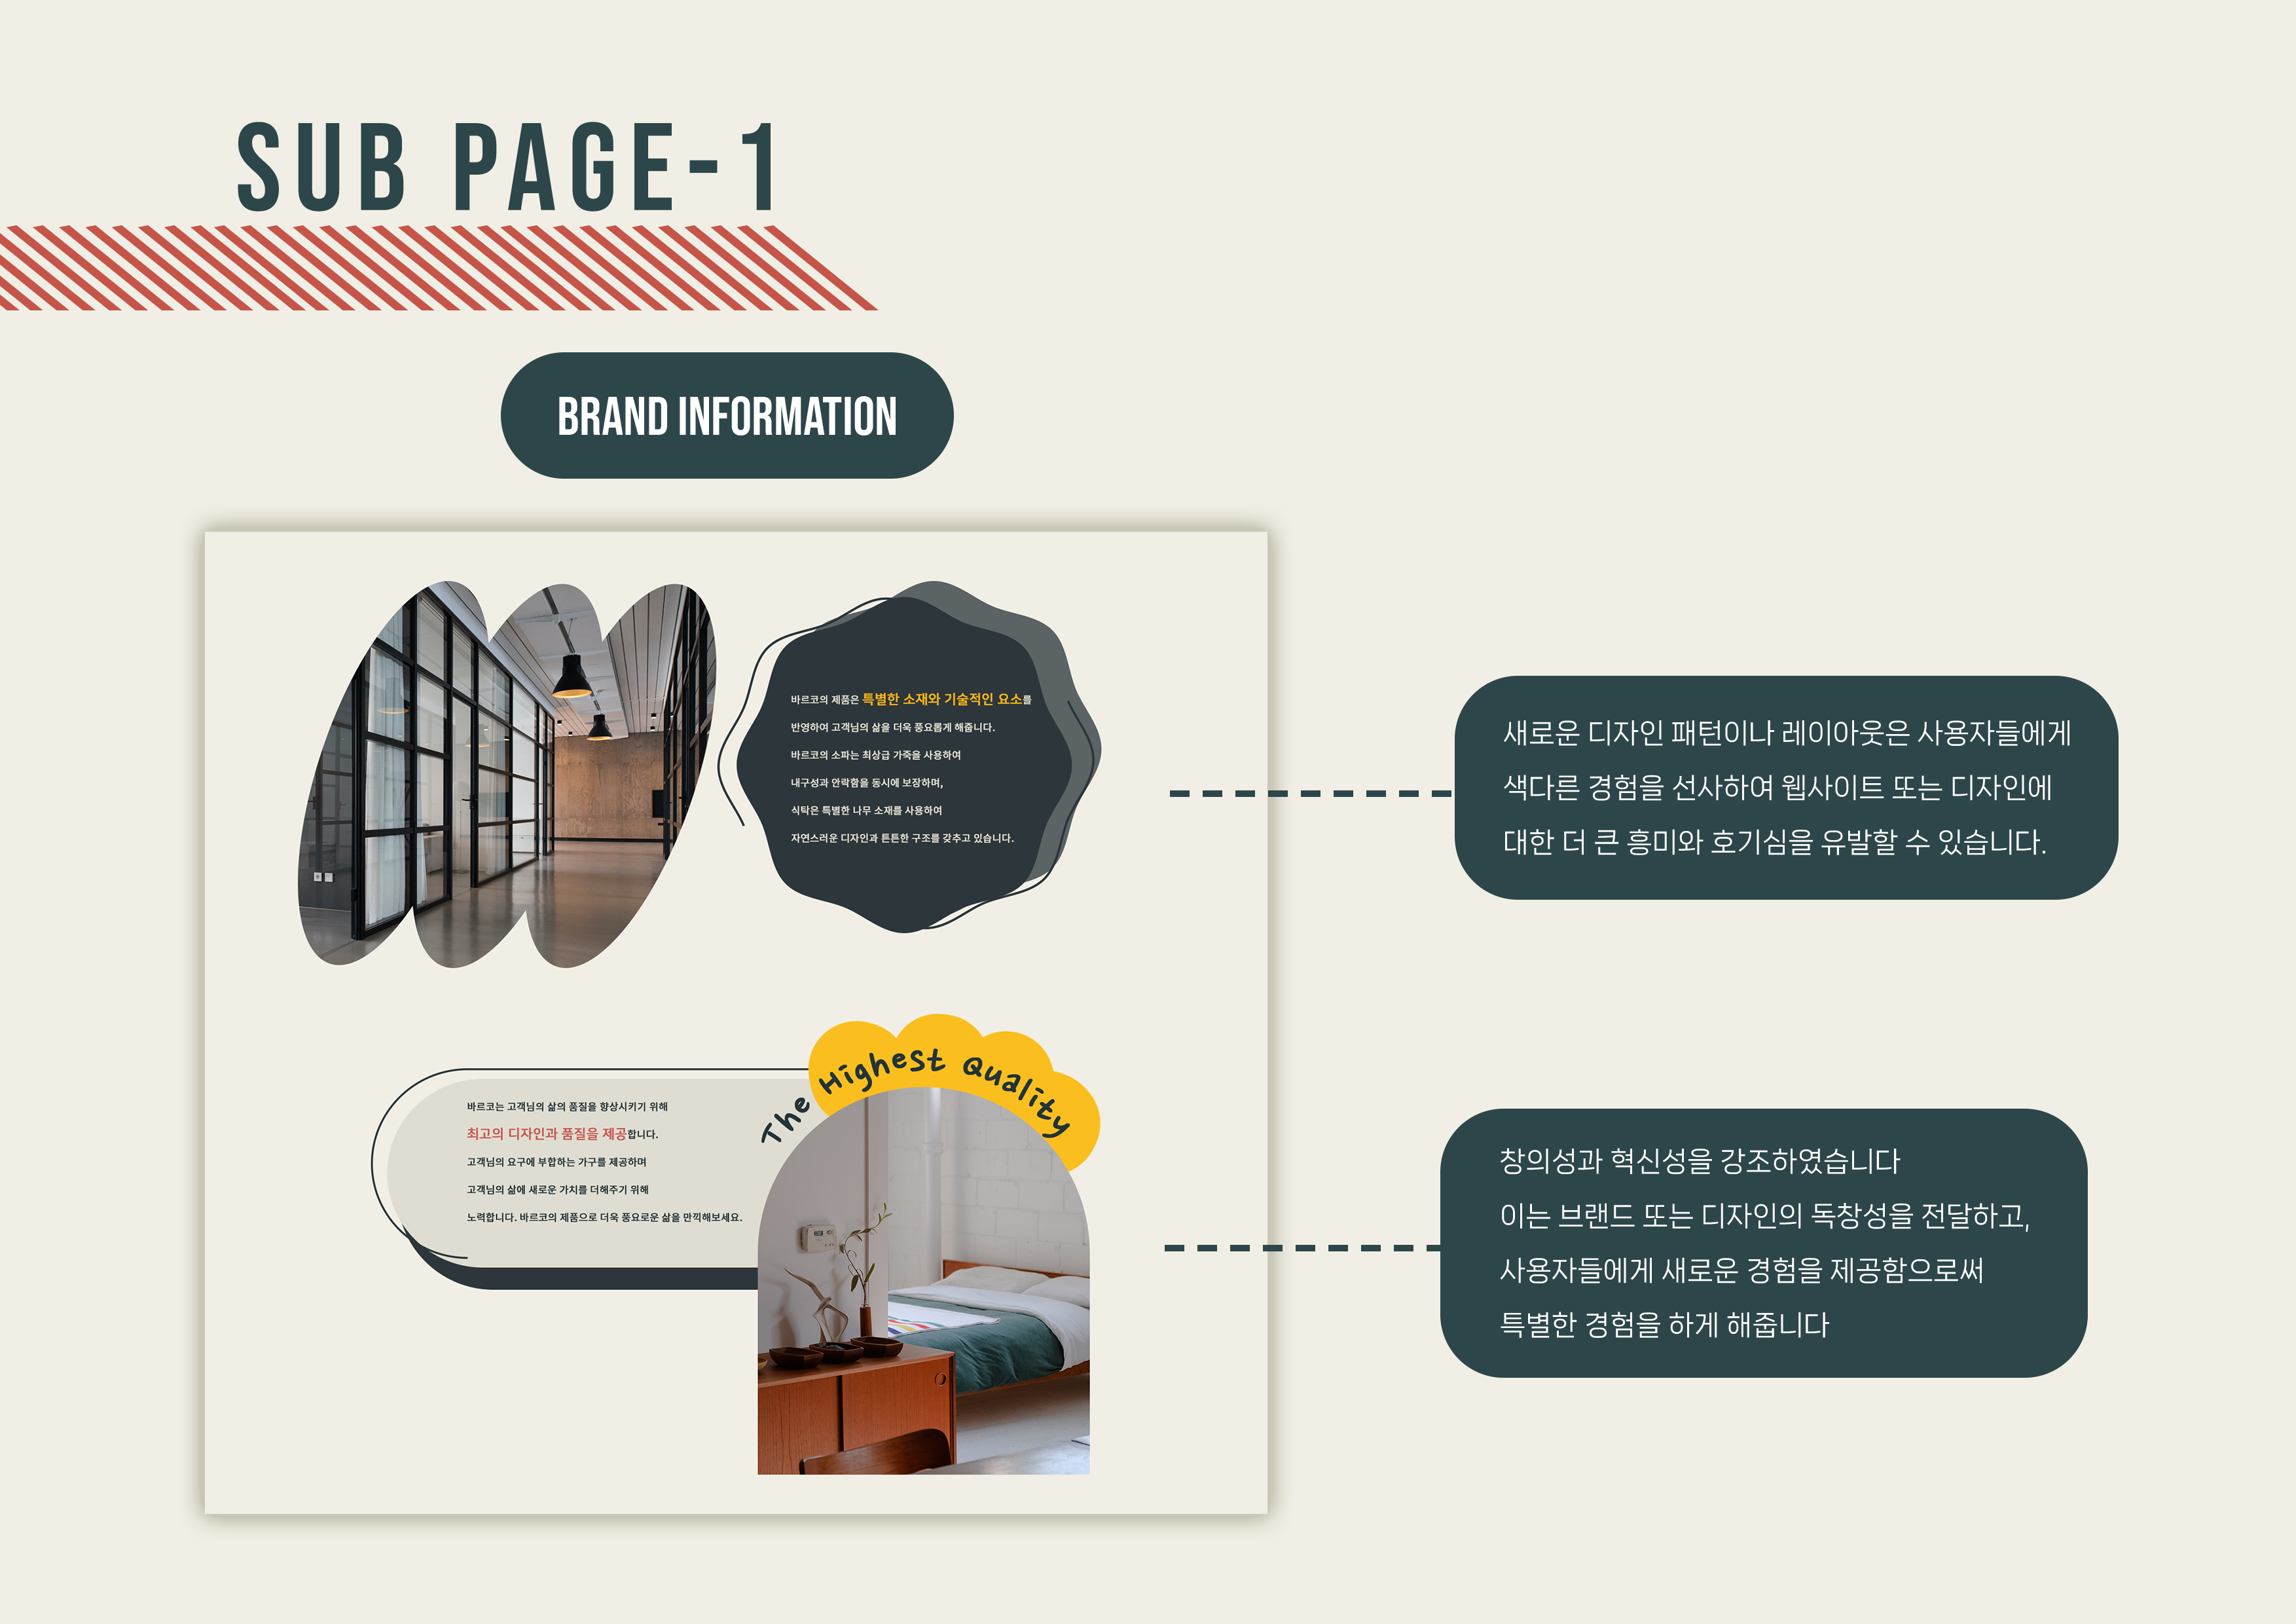 SUB PAGE-1
BRAND INFORMATION
바르코의 제품은 특별한 소재와 기술적인 요소를
반영하여 고객님의 삶을 더욱 풍요롭게 해줍니다.
바르코의 소파는 최상급 가죽을 사용하여
내구성과 안락함을 동시에 보장하며,
식탁은 특별한 나무 소재를 사용하여
자연스러운 디자인과 튼튼한 구조를 갖추고 있습니다.
새로운 디자인 패턴이나 레이아웃은 사용자들에게
색다른 경험을 선사하여 웹사이트 또는 디자인에
대한 더 큰 흥미와 호기심을 유발할 수 있습니다.
The Highest Quality
바르코는 고객님의 삶의 품질을 향상시키기 위해
최고의 디자인과 품질을 제공합니다.
고객님의 요구에 부합하는 가구를 제공하며
고객님의 삶에 새로운 가치를 더해주기 위해
노력합니다. 바르코의 제품으로 더욱 풍요로운 삶을 만끽해보세요.
창의성과 혁신성을 강조하였습니다
이는 브랜드 또는 디자인의 독창성을 전달하고,
사용자들에게 새로운 경험을 제공함으로써
특별한 경험을 하게 해줍니다